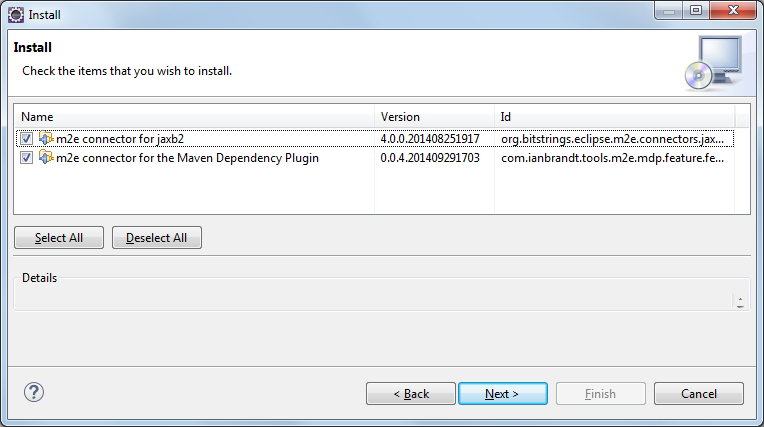 Install
Install
Check the items that you wish to install.
Name Version Id
m2e connector for jaxb2 4.0.0.201408251917 org.bitstrings.eclipse.m2e.connectors.jax...
m2e connector for the Maven Dependency Plugin 0.0.4.201409291703 com.ianbrandt.tools.m2e.mdp.feature.fe...
Select All Deselect All
Details
? < Back Next > Finish Cancel